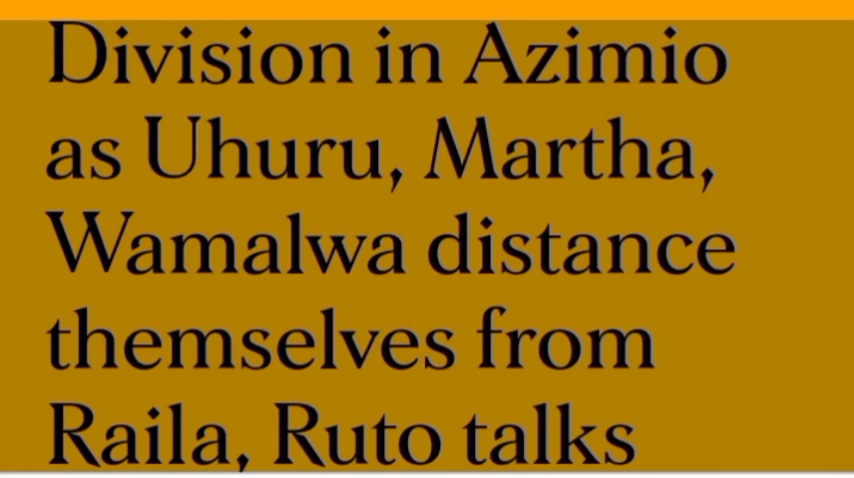 Division in Azimio
as Uhuru, Martha,
Wamalwa distance
themselves from
Raila, Ruto talks